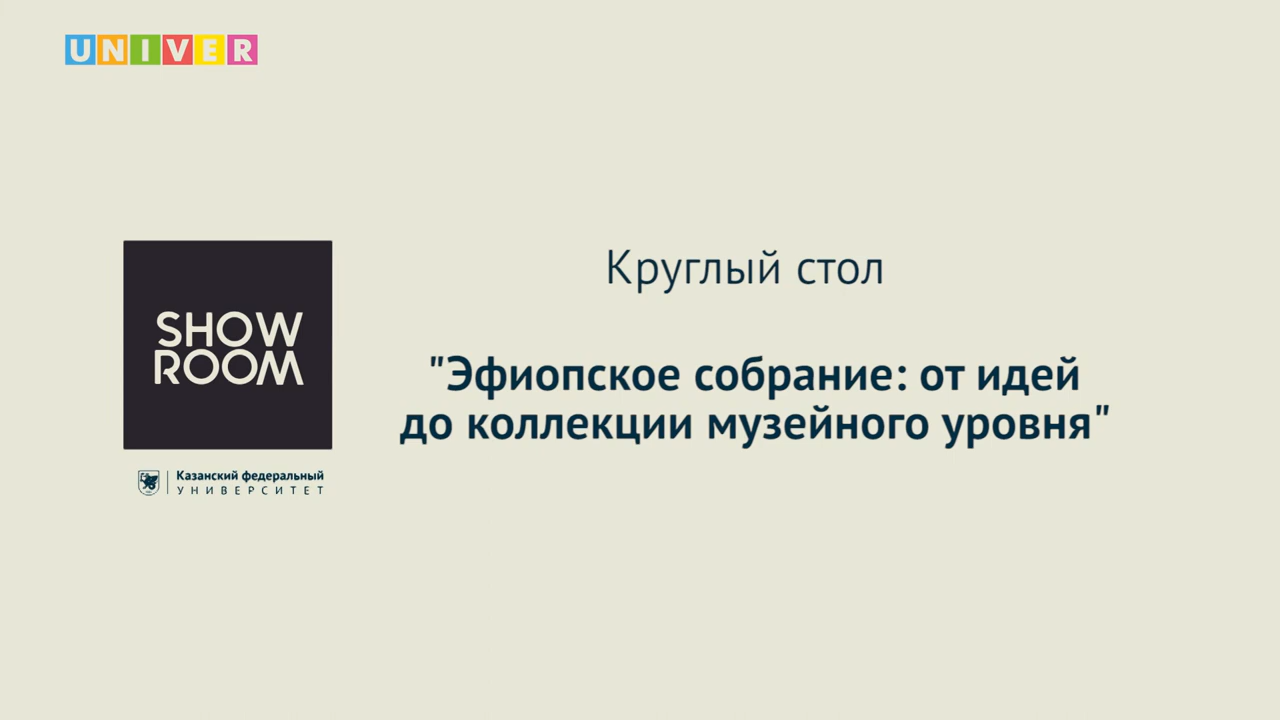 UNIVER
SHOW
ROOM
Казанский федеральный
УНИВЕРСИТЕТ
Круглый стол
"Эфиопское собрание: от идей
до коллекции музейного уровня"